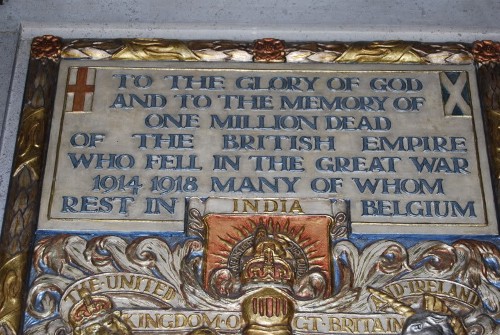 TO THE GLORY OF GOD
AND TO THE MEMORY OF
ONE MILLION DEAD
OF THE BRITISH EMPIRE
WHO FELL IN THE GREAT WAR
1914 1918 MANY OF WHOM
REST IN BELGIUM
INDIA
THE UNITED
KINGDOM OF GT BRITAIN
AND IRELAND